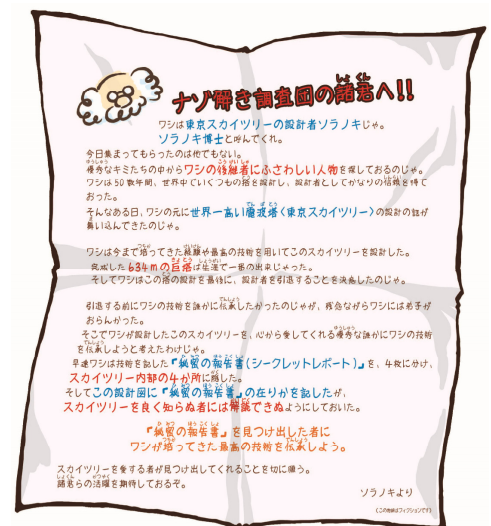 ナゾ解き調査団の諸君へ!!
ワシは東京スカイツリーの設計者ソラノキじゃ。
ソラノキ博士と呼んでくれ。
今日集まってもらったのは他でもない。
優秀なキミたちの中からワシの後継者にふさわしい人物を探しておるのじゃ。
ワシは50数年間、世界中でいくつもの塔を設計し、設計者としてかなりの信頼を得て
おった。
そんなある日、ワシの元に世界一高い電波塔〈東京スカイツリー〉の設計の話が
舞い込んできたのじゃ。
ワシは今まで培ってきた経験や最高の技術を用いてこのスカイツリーを設計した。
完成した634mの巨塔は生涯で一番の出来じゃった。
そしてワシはこの塔の設計を最後に、設計者を引退することを決意したのじゃ。
引退する前にワシの技術を誰かに伝承したかったのじゃが、残念ながらワシには弟子が
おらんかった。
そこでワシが設計したこのスカイツリーを、心から愛してくれる優秀な誰かにワシの技術
を伝承しようと考えたわけじゃ。
早速ワシは技術を記した『秘密の報告書(シークレットレポート)』を、4枚に分け、
スカイツリー内部の4か所に隠した。
そしてこの設計図に『秘密の報告書』の在りかを記したが、
スカイツリーを良く知らぬ者には解読できぬようにしておいた。
『秘密の報告書』を見つけ出した者に
ワシが培ってきた最高の技術を伝承しよう。
スカイツリーを愛する者が見つけ出してくれることを切に願う。
諸君らの活躍を期待しておるぞ。
ソラノキより
(この物語はフィクションです)